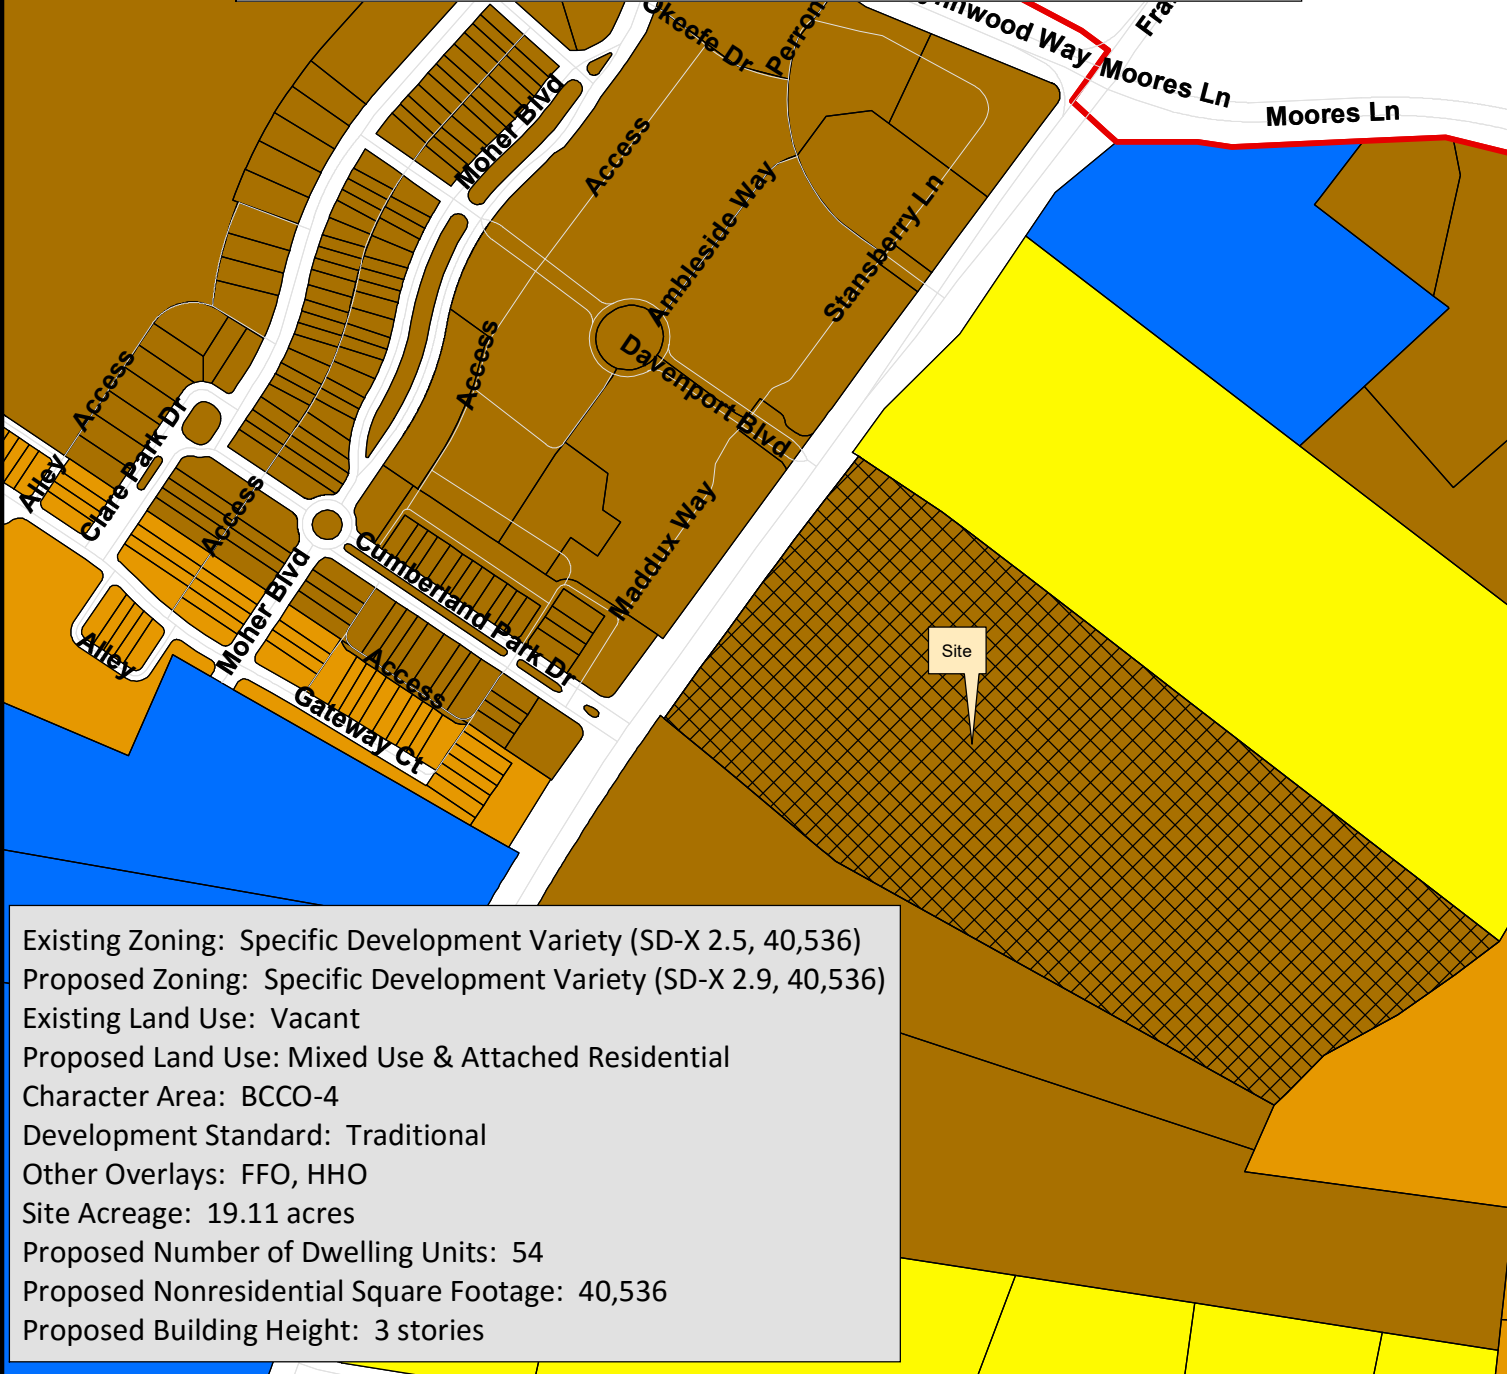 Okeefe Dr
Perron
Way
Moores Ln
Moores Ln
Moher Blvd
Access
Ambleside Way
Stansberry Ln
Access
Davenport Blvd
Access
Clare Park Dr
Alley
Access
Maddux Way
Cumberland Park Dr
Moher Blvd
Alley
Access
Gateway Ct
Site
Existing Zoning: Specific Development Variety (SD-X 2.5, 40,536)
Proposed Zoning: Specific Development Variety (SD-X 2.9, 40,536)
Existing Land Use: Vacant
Proposed Land Use: Mixed Use & Attached Residential
Character Area: BCCO-4
Development Standard: Traditional
Other Overlays: FFO, HHO
Site Acreage: 19.11 acres
Proposed Number of Dwelling Units: 54
Proposed Nonresidential Square Footage: 40,536
Proposed Building Height: 3 stories